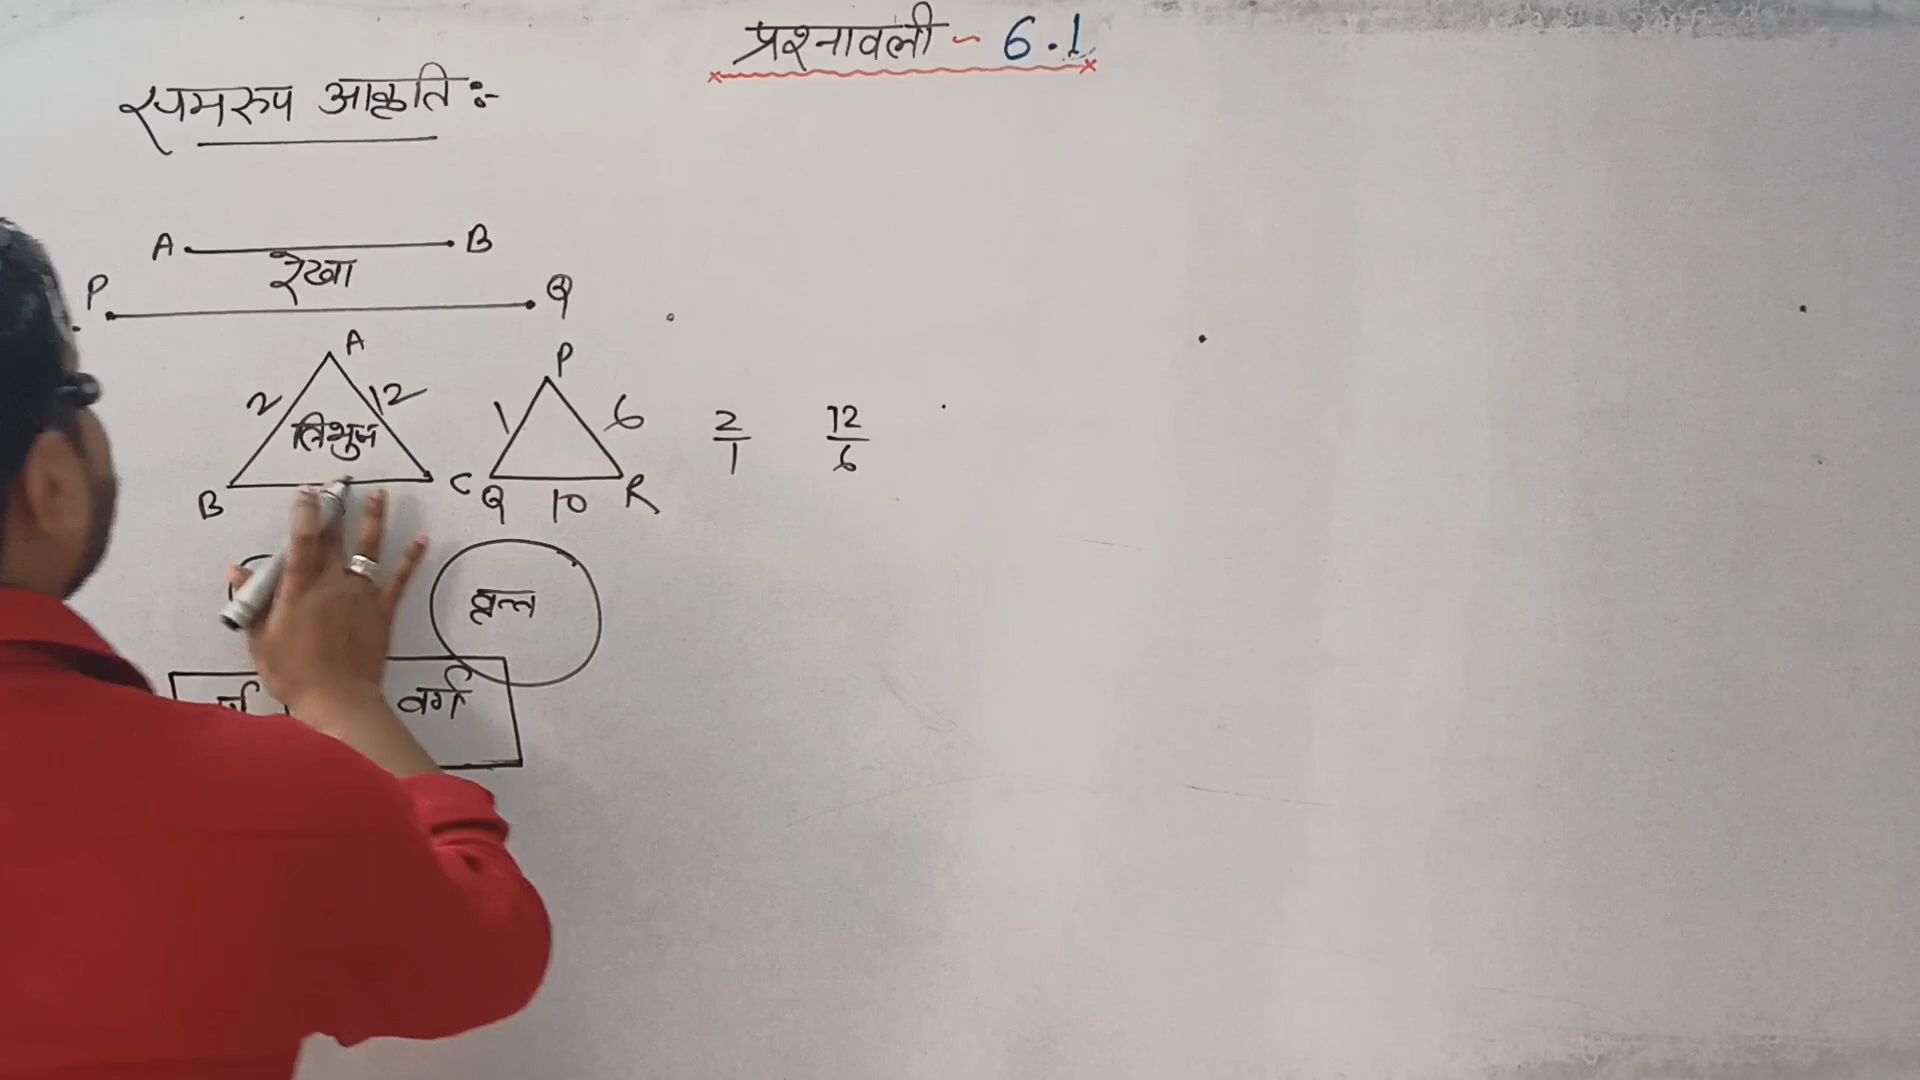 प्रश्नावली - 6.1
समरुप आकृति :-
A B
रेखा
P Q
A P
2 12 1 6 2/1 12/6
त्रिभुज
B C Q 10 R
वर्ग